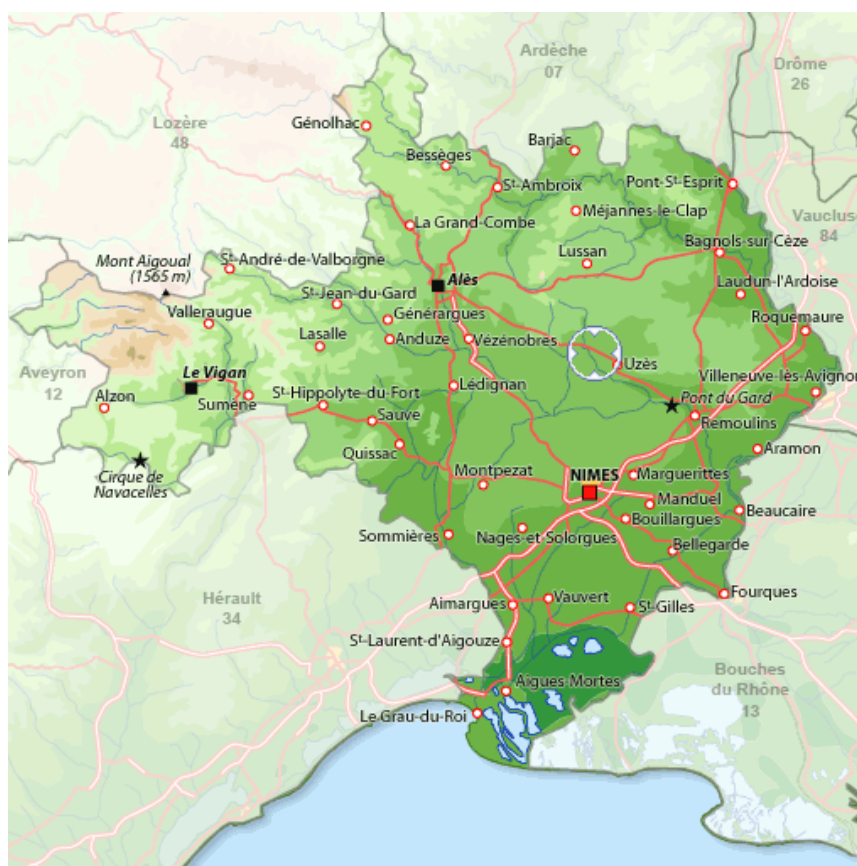 Ardèche
07
Drôme
26
Lozère
48
Génolhac
Barjac
Bessèges
Sᵗ-Ambroix
Pont-Sᵗ-Esprit
Méjannes-le-Clap
Vaucluse
84
La Grand-Combe
Mont Aigoual
(1565 m)
Sᵗ-André-de-Valborgne
Lussan
Bagnols-sur-Cèze
Alès
Laudun-l'Ardoise
Sᵗ-Jean-du-Gard
Valleraugue
Générargues
Roquemaure
Lasalle
Anduze
Vézénobres
Uzès
Aveyron
12
Le Vigan
Villeneuve-lès-Avignon
Alzon
Sumène
Sᵗ-Hippolyte-du-Fort
Lédignan
Pont du Gard
Sauve
Remoulins
Quissac
Aramon
Cirque de
Navacelles
Montpezat
NIMES
Marguerittes
Manduel
Beaucaire
Sommières
Nages-et-Solorgues
Bouillargues
Bellegarde
Hérault
34
Aimargues
Vauvert
Sᵗ-Gilles
Fourques
Sᵗ-Laurent-d'Aigouze
Bouches
du Rhône
13
Aigues-Mortes
Le Grau-du-Roi